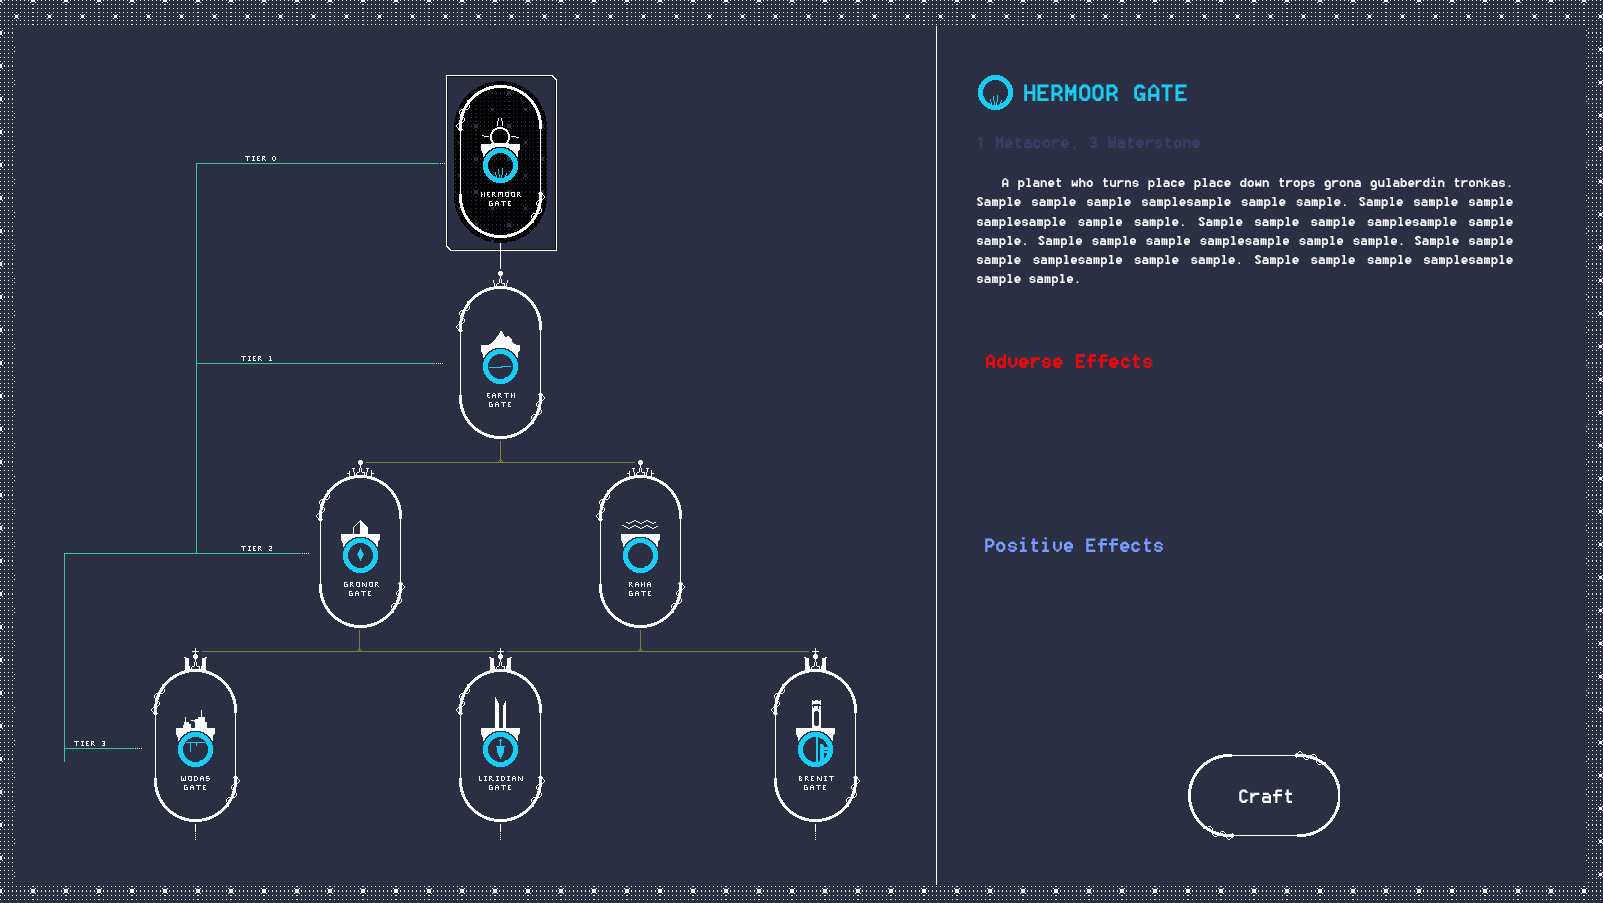 TIER 0
HERMOOR
GATE
TIER 1
EARTH
GATE
TIER 2
GRONOR
GATE
RAHA
GATE
TIER 3
WODAS
GATE
LIRIDIAN
GATE
BRENIT
GATE
HERMOOR GATE
1 Metacore, 3 Waterstone
A planet who turns place place down trops grona gulaberdin tronkas.
Sample sample sample samplesample sample sample. Sample sample sample
samplesample sample sample. Sample sample sample samplesample sample
sample. Sample sample sample samplesample sample sample. Sample sample
sample samplesample sample sample. Sample sample sample samplesample
sample sample.
Adverse Effects
Positive Effects
Craft